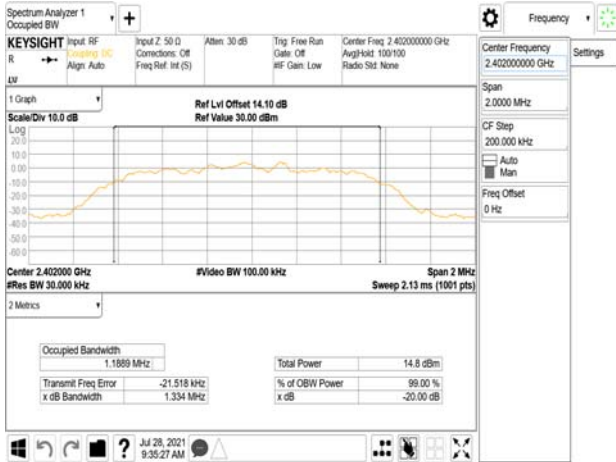 Spectrum Analyzer 1
Occupied BW
Frequency
KEYSIGHT Input: RF Input Z: 50 Ω Atten: 30 dB Trig: Free Run Center Freq: 2.402000000 GHz
R Coupling: DC Corrections: Off Gate: Off Avg|Hold: 100/100
Align: Auto Freq Ref: Int (S) #IF Gain: Low Radio Std: None
Center Frequency
2.402000000 GHz
Settings
Span
2.0000 MHz
CF Step
200.000 kHz
Auto
Man
Freq Offset
0 Hz
1 Graph
Ref Lvl Offset 14.10 dB
Scale/Div 10.0 dB Ref Value 30.00 dBm
Log
20.0
10.0
0.00
-10.0
-20.0
-30.0
-40.0
-50.0
-60.0
Center 2.402000 GHz #Video BW 100.00 kHz Span 2 MHz
#Res BW 30.000 kHz Sweep 2.13 ms (1001 pts)
2 Metrics
Occupied Bandwidth
1.1889 MHz Total Power 14.8 dBm
Transmit Freq Error -21.518 kHz % of OBW Power 99.00 %
x dB Bandwidth 1.334 MHz x dB -20.00 dB
Jul 28, 2021
9:35:27 AM